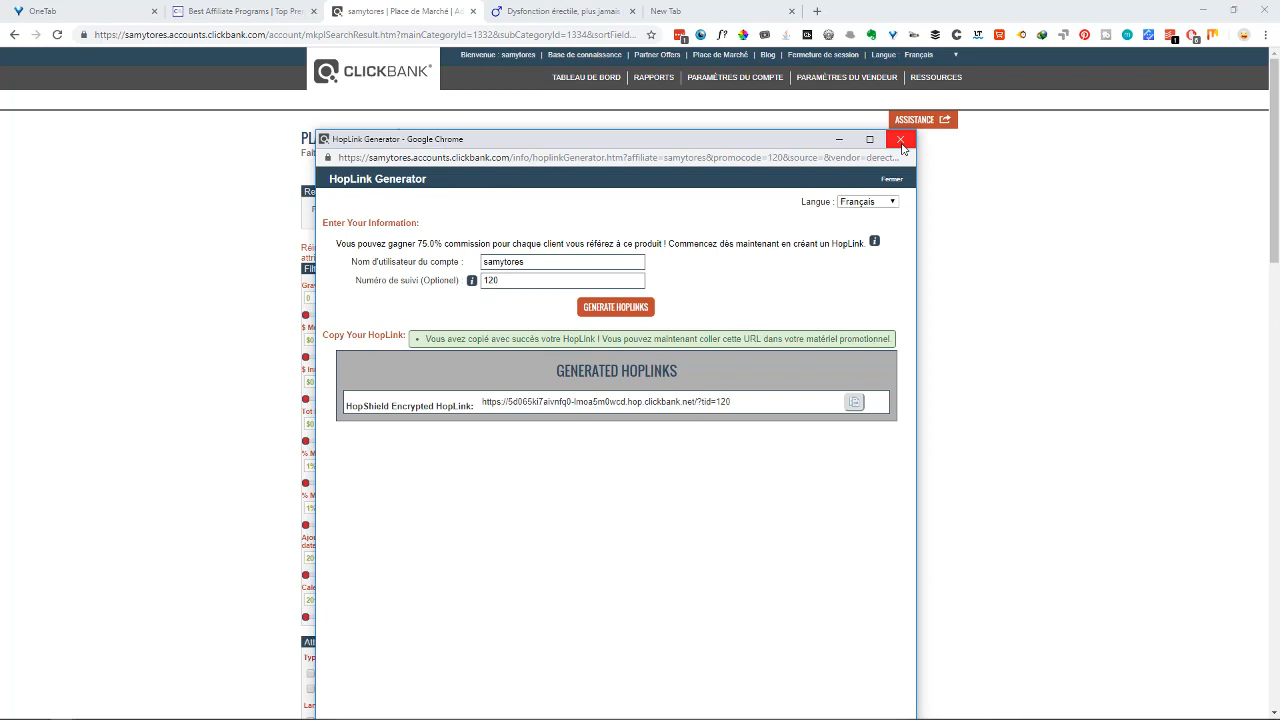 OneTab
Best Affiliate Programs | Top Pre
samytores | Place de Marché | Ac
Dysfonction érectile, plus jamais
New Tab
https://samytores.accounts.clickbank.com/account/mkplSearchResult.htm?mainCategoryId=1332&subCategoryId=1334&sortField...
Bienvenue : samytores
Base de connaissance
Partner Offers
Place de Marché
Blog
Fermeture de session
Langue : Français
CLICKBANK
TABLEAU DE BORD
RAPPORTS
PARAMÈTRES DU COMPTE
PARAMÈTRES DU VENDEUR
RESSOURCES
ASSISTANCE
HopLink Generator - Google Chrome
https://samytores.accounts.clickbank.com/info/hoplinkGenerator.htm?affiliate=samytores&promocode=120&source=&vendor=derect...
HopLink Generator
Fermer
Langue : Français
Enter Your Information:
Vous pouvez gagner 75.0% commission pour chaque client vous référez à ce produit ! Commencez dès maintenant en créant un HopLink.
Nom d'utilisateur du compte : samytores
Numéro de suivi (Optionel) : 120
GENERATE HOPLINKS
Copy Your HopLink:
Vous avez copié avec succès votre HopLink ! Vous pouvez maintenant coller cette URL dans votre matériel promotionnel.
GENERATED HOPLINKS
HopShield Encrypted HopLink: https://5d065ki7aivnfq0-lmoa5m0wcd.hop.clickbank.net/?tid=120